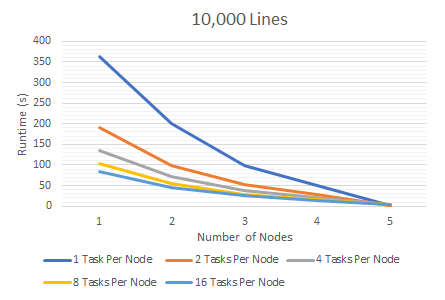 10,000 Lines
Runtime (s)
400
350
300
250
200
150
100
50
0
1 2 3 4 5
Number of Nodes
1 Task Per Node 2 Tasks Per Node 4 Tasks Per Node
8 Tasks Per Node 16 Tasks Per Node